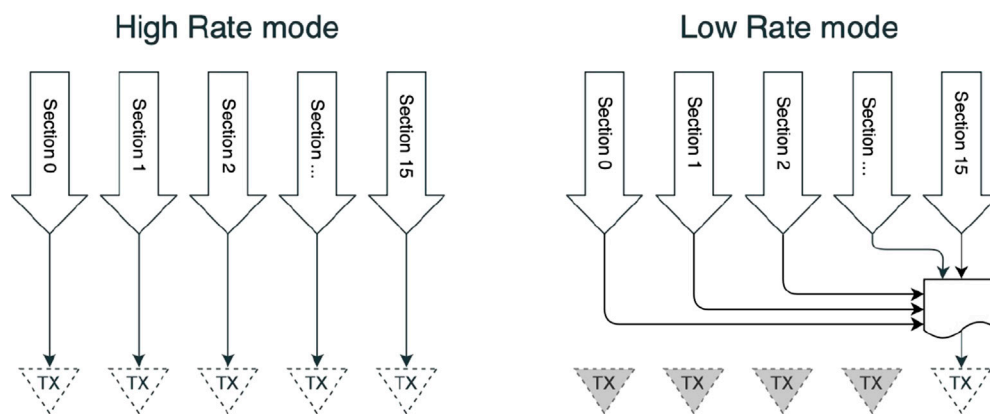 High Rate mode
Low Rate mode
Section 0
Section 1
Section 2
Section ...
Section 15
Section 0
Section 1
Section 2
Section ...
Section 15
TX
TX
TX
TX
TX
TX
TX
TX
TX
TX